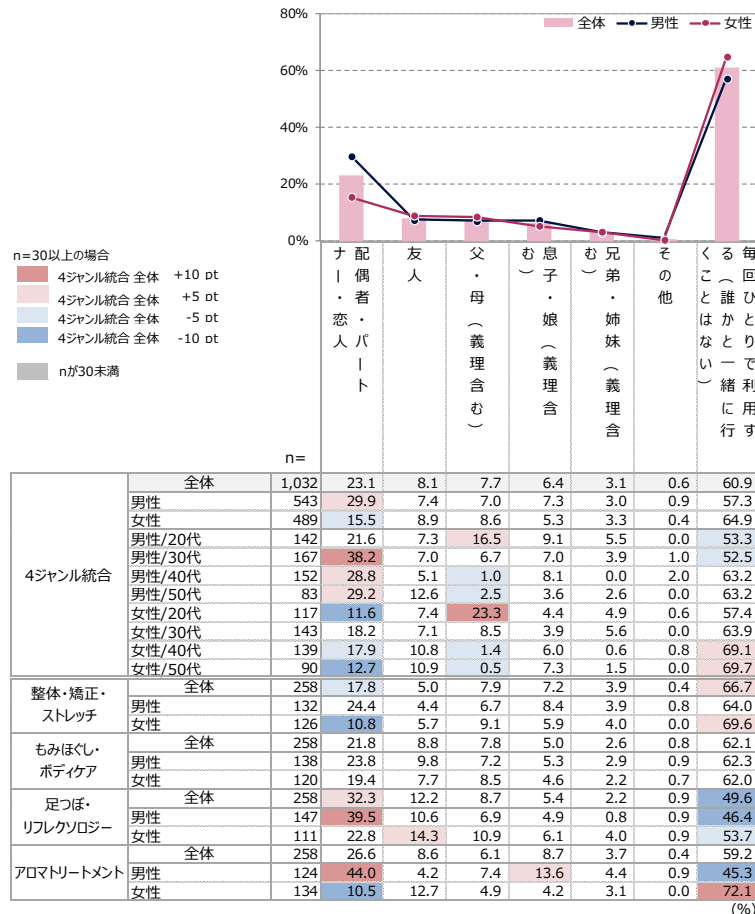 80%
全体 男性 女性
60%
40%
20%
0%
n=30以上の場合
4ジャンル統合 全体 +10 pt
4ジャンル統合 全体 +5 pt
4ジャンル統合 全体 -5 pt
4ジャンル統合 全体 -10 pt
nが30未満
配偶者・パートナー・恋人
友人
父・母（義理含む）
息子・娘（義理含む）
兄弟・姉妹（義理含む）
その他
毎回ひとりで利用する（誰かと一緒に行くことはない）
n=
4ジャンル統合
全体 1,032 23.1 8.1 7.7 6.4 3.1 0.6 60.9
男性 543 29.9 7.4 7.0 7.3 3.0 0.9 57.3
女性 489 15.5 8.9 8.6 5.3 3.3 0.4 64.9
男性/20代 142 21.6 7.3 16.5 9.1 5.5 0.0 53.3
男性/30代 167 38.2 7.0 6.7 7.0 3.9 1.0 52.5
男性/40代 152 28.8 5.1 1.0 8.1 0.0 2.0 63.2
男性/50代 83 29.2 12.6 2.5 3.6 2.6 0.0 63.2
女性/20代 117 11.6 7.4 23.3 4.4 4.9 0.6 57.4
女性/30代 143 18.2 7.1 8.5 3.9 5.6 0.0 63.9
女性/40代 139 17.9 10.8 1.4 6.0 0.6 0.8 69.1
女性/50代 90 12.7 10.9 0.5 7.3 1.5 0.0 69.7
整体・矯正・
ストレッチ
全体 258 17.8 5.0 7.9 7.2 3.9 0.4 66.7
男性 132 24.4 4.4 6.7 8.4 3.9 0.8 64.0
女性 126 10.8 5.7 9.1 5.9 4.0 0.0 69.6
もみほぐし・
ボディケア
全体 258 21.8 8.8 7.8 5.0 2.6 0.8 62.1
男性 138 23.8 9.8 7.2 5.3 2.9 0.9 62.3
女性 120 19.4 7.7 8.5 4.6 2.2 0.7 62.0
足つぼ・
リフレクソロジー
全体 258 32.3 12.2 8.7 5.4 2.2 0.9 49.6
男性 147 39.5 10.6 6.9 4.9 0.8 0.9 46.4
女性 111 22.8 14.3 10.9 6.1 4.0 0.9 53.7
アロマトリートメント
全体 258 26.6 8.6 6.1 8.7 3.7 0.4 59.2
男性 124 44.0 4.2 7.4 13.6 4.4 0.9 45.3
女性 134 10.5 12.7 4.9 4.2 3.1 0.0 72.1
(%)